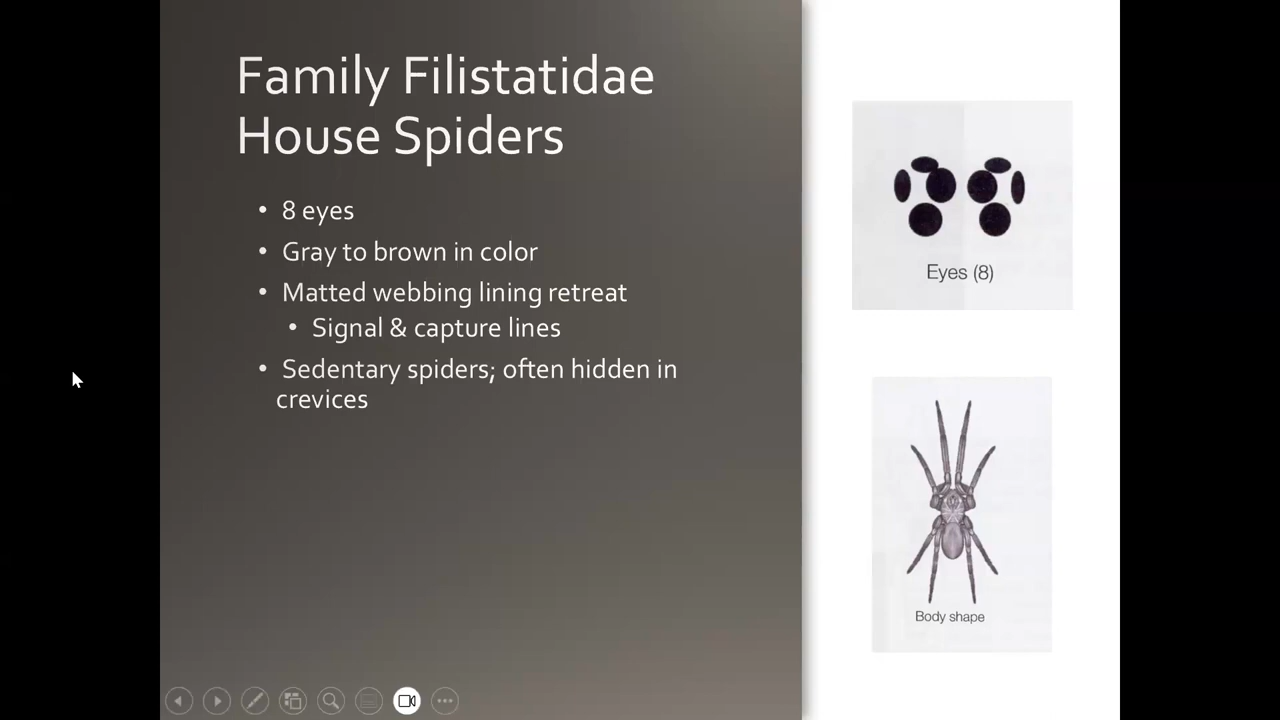 Family Filistatidae
House Spiders
• 8 eyes
• Gray to brown in color
• Matted webbing lining retreat
• Signal & capture lines
• Sedentary spiders; often hidden in
crevices
Eyes (8)
Body shape